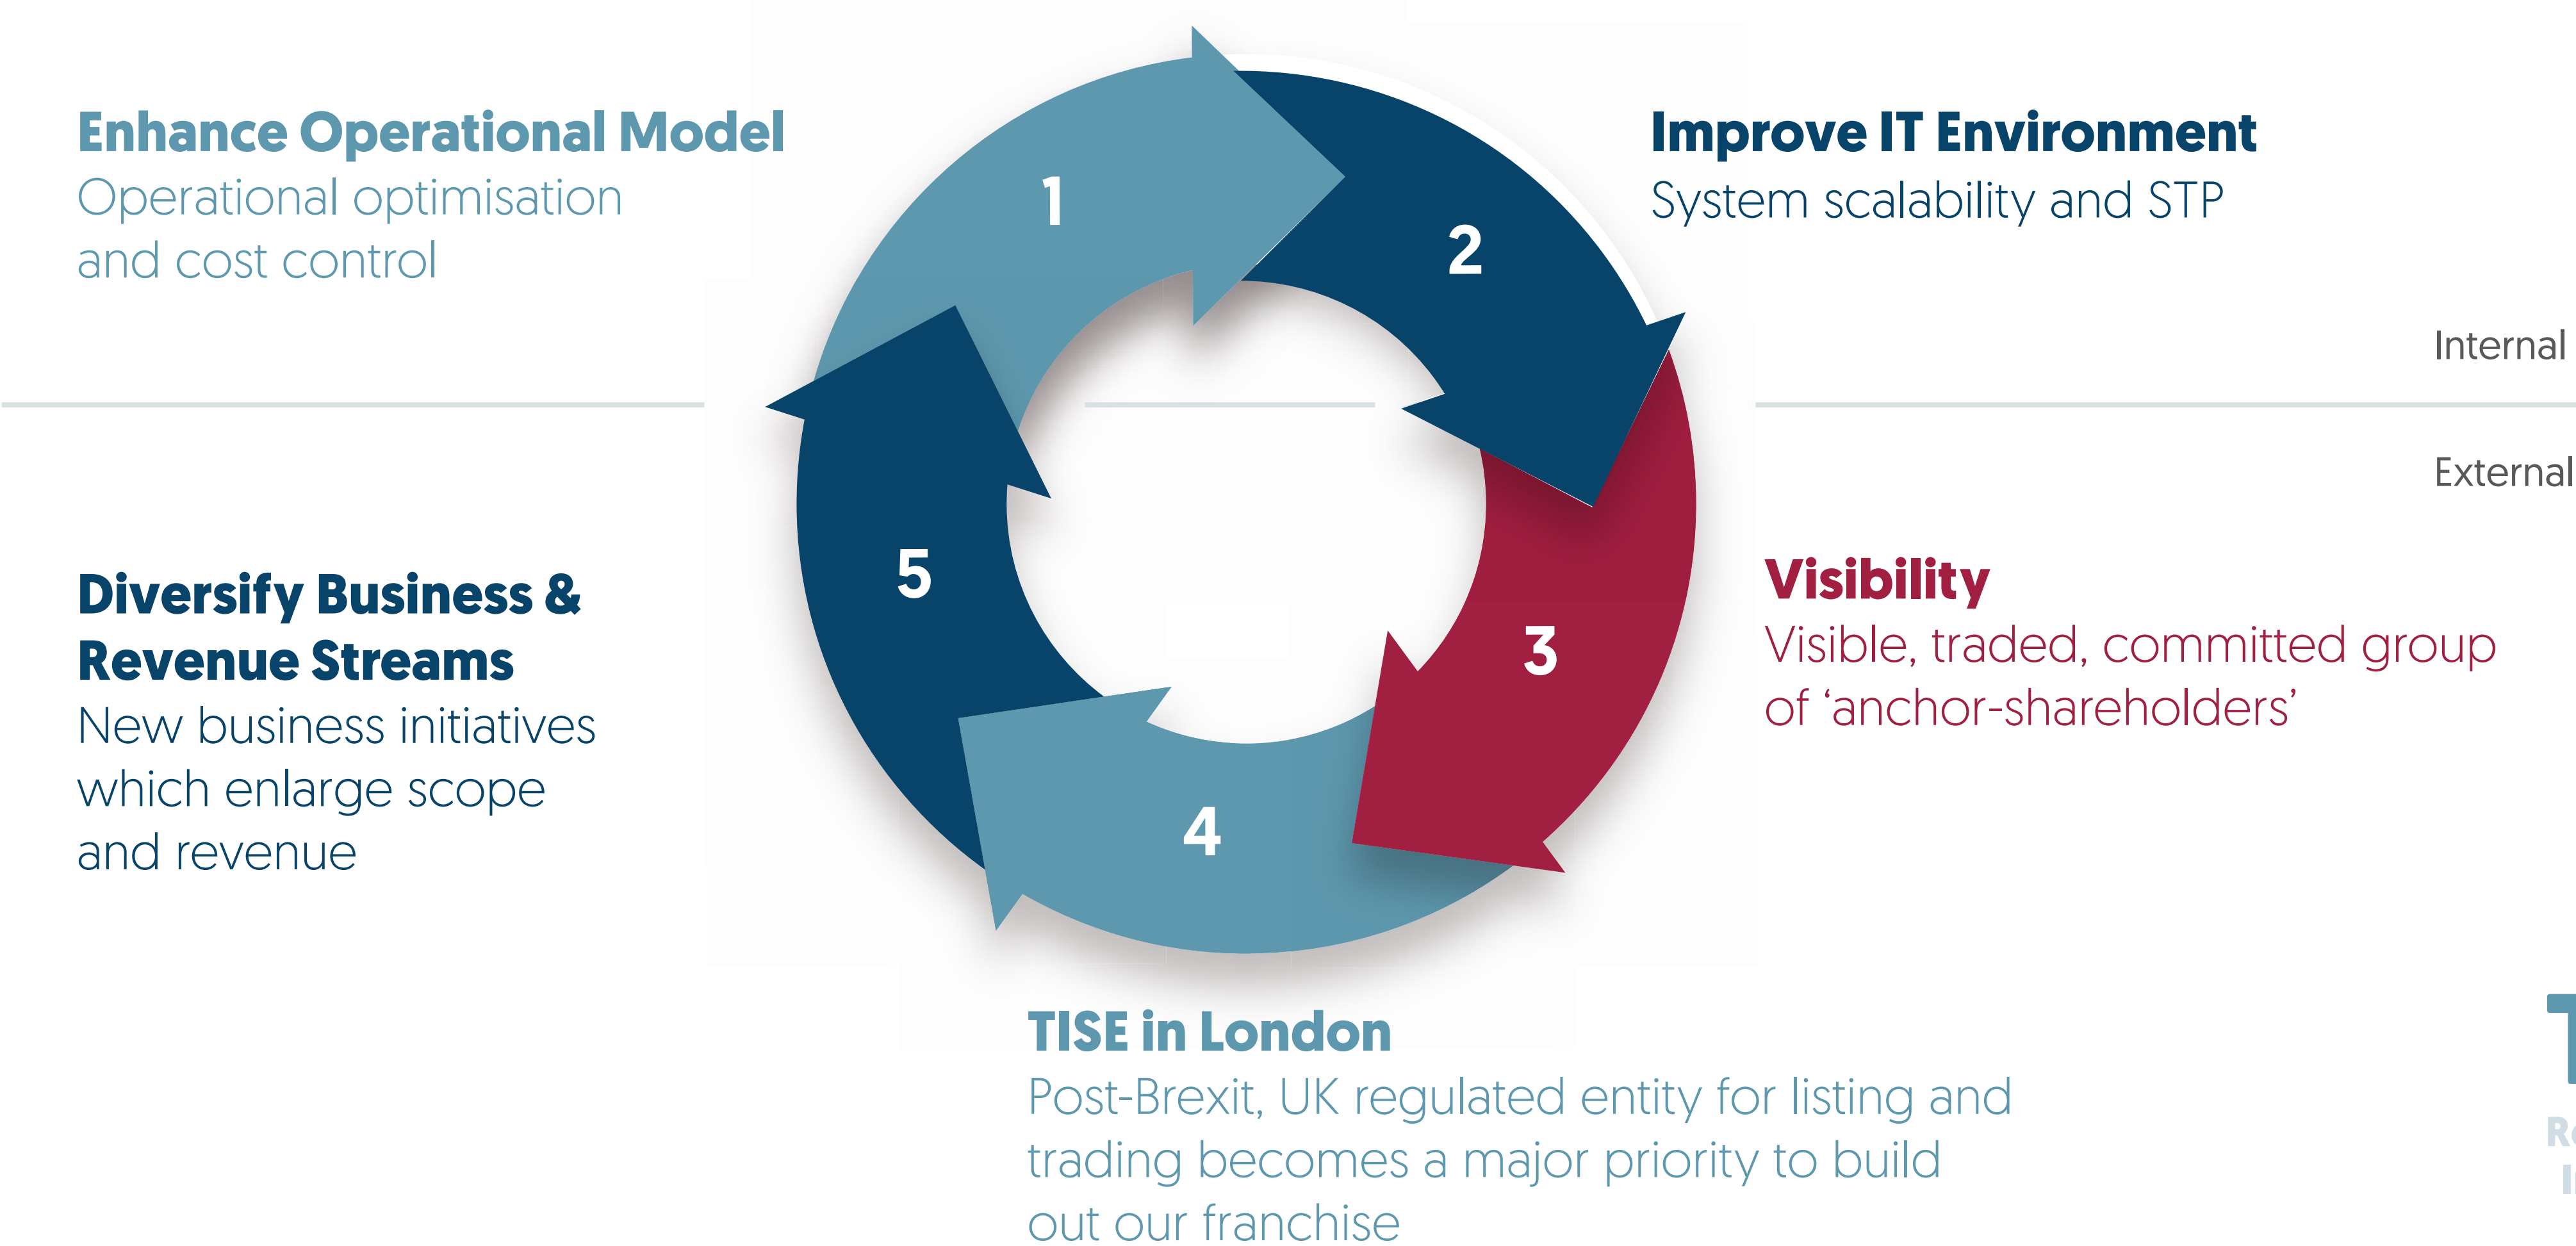 Enhance Operational Model
Operational optimisation
and cost control
1
2
Improve IT Environment
System scalability and STP
Internal
External
3
Visibility
Visible, traded, committed group
of ‘anchor-shareholders’
4
TISE in London
Post-Brexit, UK regulated entity for listing and
trading becomes a major priority to build
out our franchise
5
Diversify Business &
Revenue Streams
New business initiatives
which enlarge scope
and revenue